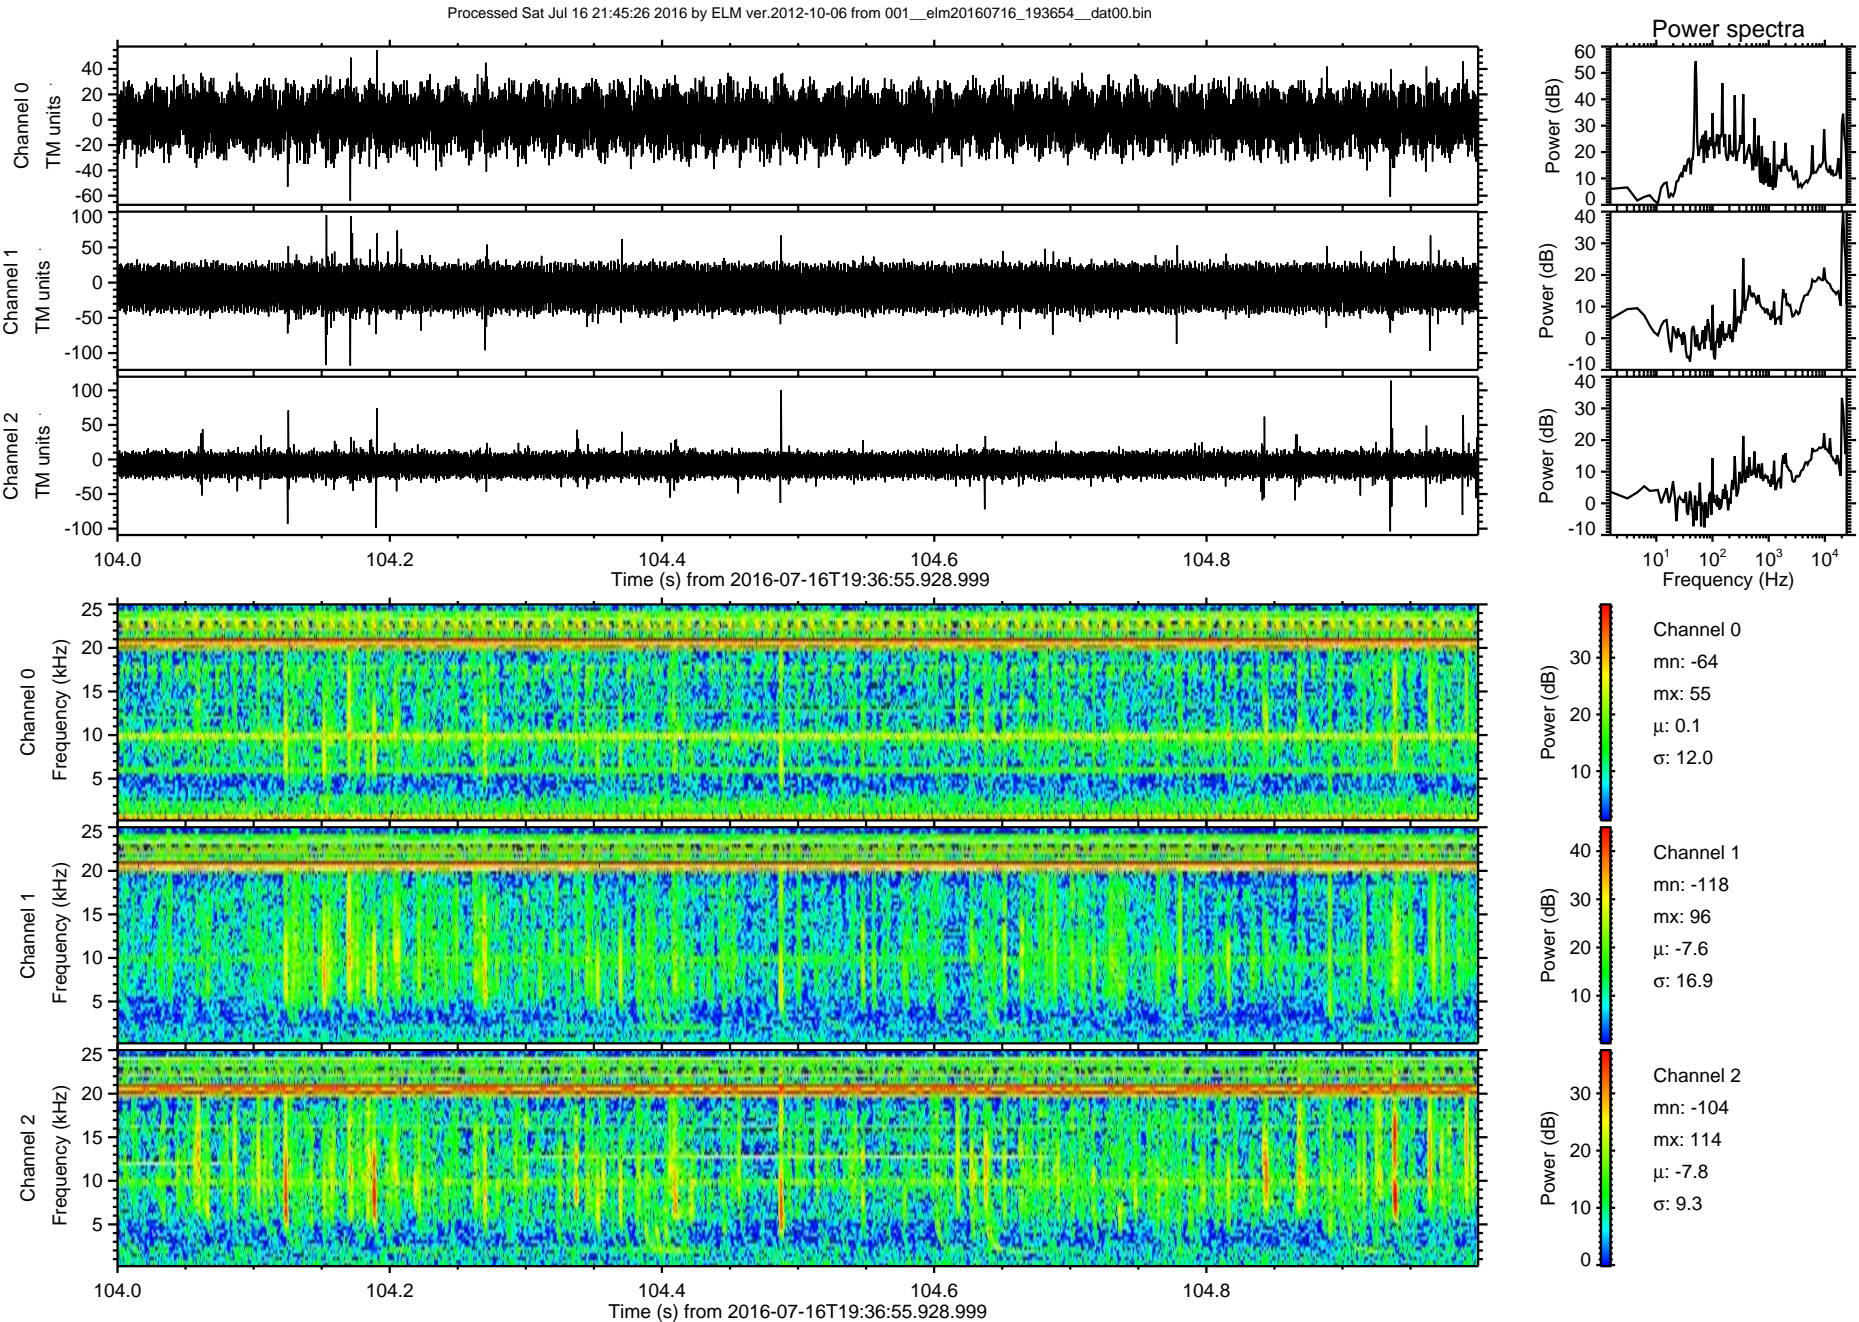 Processed Sat Jul 16 21:45:26 2016 by ELM ver.2012-10-06 from 001__elm20160716_193654__dat00.bin
Power spectra
Channel 0
TM units
40
20
0
-20
-40
-60
Power (dB)
60
50
40
30
20
10
0
Channel 1
TM units
100
50
0
-50
-100
Power (dB)
40
30
20
10
0
-10
Channel 2
TM units
100
50
0
-50
-100
Power (dB)
40
30
20
10
0
-10
104.0 104.2 104.4 104.6 104.8
Time (s) from 2016-07-16T19:36:55.928.999
10¹ 10² 10³ 10⁴
Frequency (Hz)
Channel 0
Frequency (kHz)
25
20
15
10
5
Power (dB)
30
20
10
Channel 0
mn: -64
mx: 55
μ: 0.1
σ: 12.0
Channel 1
Frequency (kHz)
25
20
15
10
5
Power (dB)
40
30
20
10
Channel 1
mn: -118
mx: 96
μ: -7.6
σ: 16.9
Channel 2
Frequency (kHz)
25
20
15
10
5
Power (dB)
30
20
10
0
Channel 2
mn: -104
mx: 114
μ: -7.8
σ: 9.3
104.0 104.2 104.4 104.6 104.8
Time (s) from 2016-07-16T19:36:55.928.999